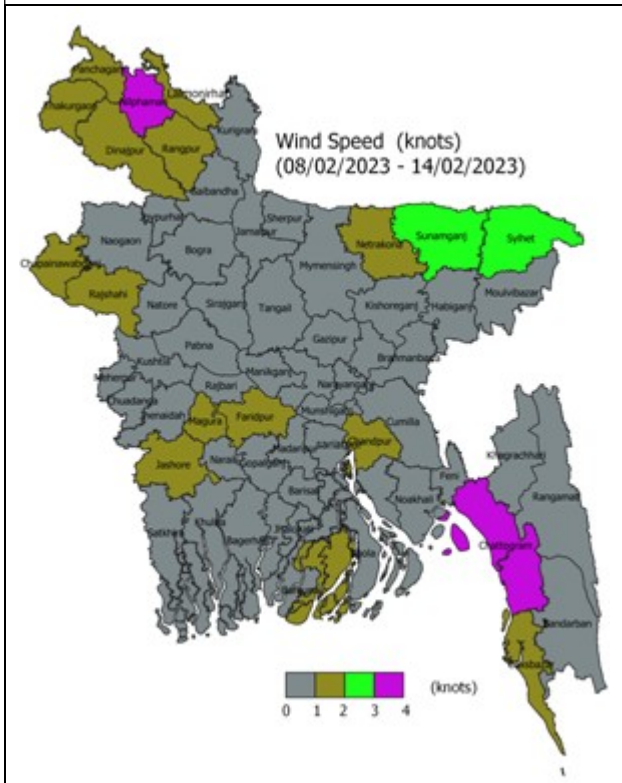 Panchagarh
Nilphamari
Lalmonirhat
Thakurgaon
Kurigram
Dinajpur
Rangpur
Wind Speed (knots)
(08/02/2023 - 14/02/2023)
Gaibandha
Joypurhat
Sherpur
Naogaon
Jamalpur
Netrakona
Sunamganj
Sylhet
Bogra
Mymensingh
Chapainawabganj
Rajshahi
Moulvibazar
Natore
Sirajganj
Tangail
Kishoreganj
Habiganj
Gazipur
Pabna
Brahmanbaria
Kushtia
Manikganj
Meherpur
Rajbari
Narayanganj
Chuadanga
Jhenaidah
Munshiganj
Cumilla
Magura
Faridpur
Chandpur
Khagrachhari
Madaripur
Shariatpur
Jashore
Narail
Gopalganj
Feni
Rangamati
Barisal
Noakhali
Satkhira
Khulna
Bagerhat
Bhola
Chattogram
Bandarban
(knots)
0 1 2 3 4